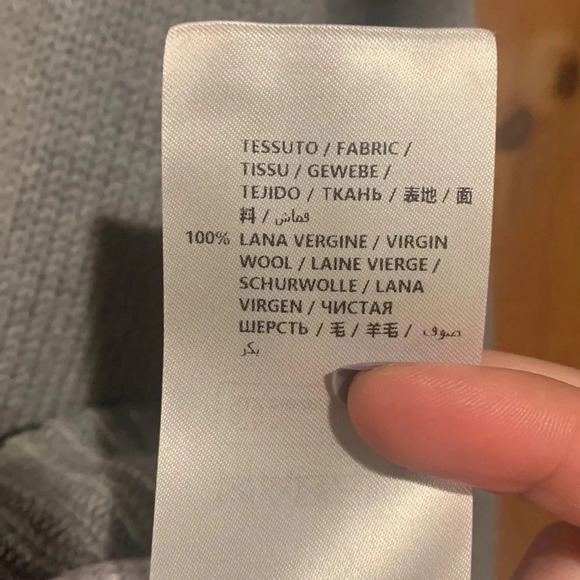 TESSUTO / FABRIC /
TISSU / GEWEBE /
TEJIDO / ТКАНЬ / 表地 / 面
料 / قماش
100% LANA VERGINE / VIRGIN
WOOL / LAINE VIERGE /
SCHURWOLLE / LANA
VIRGEN / ЧИСТАЯ
ШЕРСТЬ / 毛 / 羊毛 / صوف
بكر